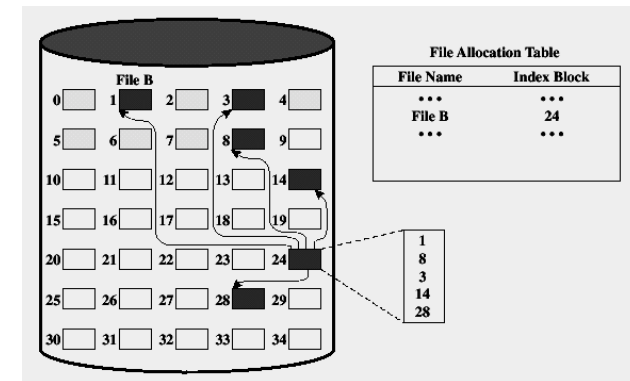 File Allocation Table
File Name Index Block
••• •••
File B 24
••• •••
File B
0 1 2 3 4
5 6 7 8 9
10 11 12 13 14
15 16 17 18 19
20 21 22 23 24
25 26 27 28 29
30 31 32 33 34
1
8
3
14
28